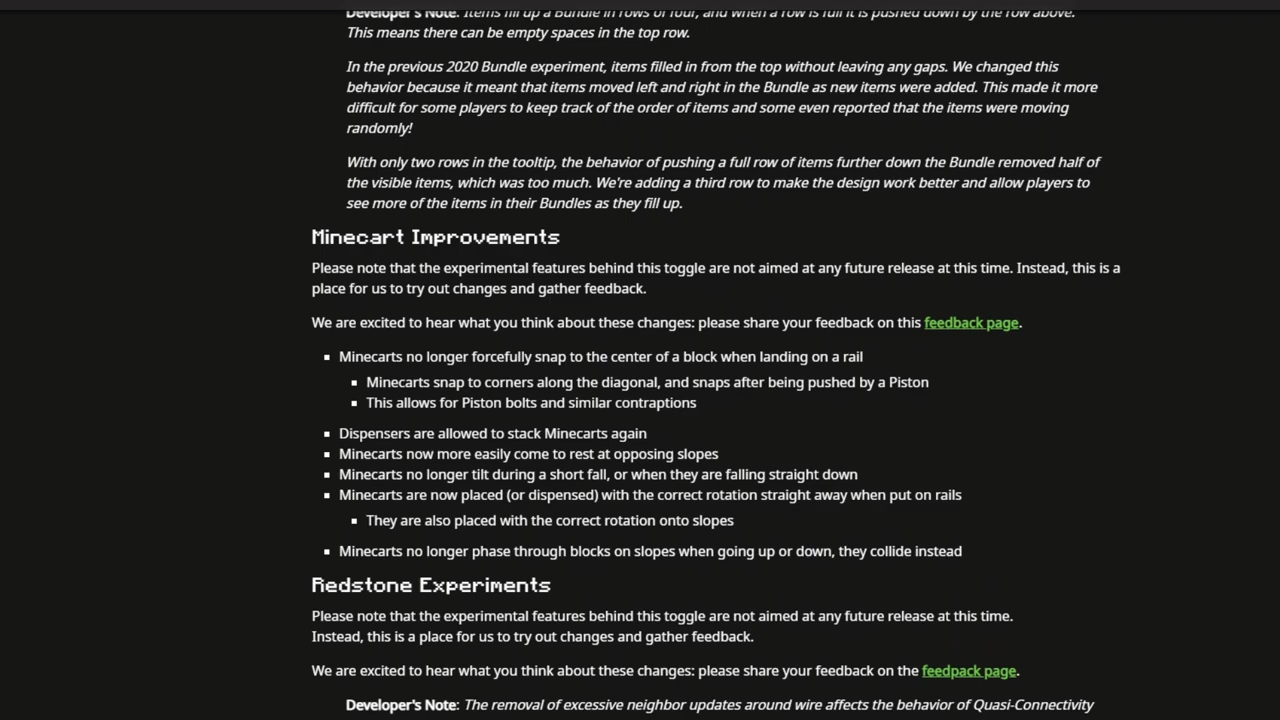 Developer's Note: Items fill up a Bundle in rows of four, and when a row is full it is pushed down by the row above.
This means there can be empty spaces in the top row.
In the previous 2020 Bundle experiment, items filled in from the top without leaving any gaps. We changed this
behavior because it meant that items moved left and right in the Bundle as new items were added. This made it more
difficult for some players to keep track of the order of items and some even reported that the items were moving
randomly!
With only two rows in the tooltip, the behavior of pushing a full row of items further down the Bundle removed half of
the visible items, which was too much. We're adding a third row to make the design work better and allow players to
see more of the items in their Bundles as they fill up.
Minecart Improvements
Please note that the experimental features behind this toggle are not aimed at any future release at this time. Instead, this is a
place for us to try out changes and gather feedback.
We are excited to hear what you think about these changes: please share your feedback on this feedback page.
▪ Minecarts no longer forcefully snap to the center of a block when landing on a rail
▪ Minecarts snap to corners along the diagonal, and snaps after being pushed by a Piston
▪ This allows for Piston bolts and similar contraptions
▪ Dispensers are allowed to stack Minecarts again
▪ Minecarts now more easily come to rest at opposing slopes
▪ Minecarts no longer tilt during a short fall, or when they are falling straight down
▪ Minecarts are now placed (or dispensed) with the correct rotation straight away when put on rails
▪ They are also placed with the correct rotation onto slopes
▪ Minecarts no longer phase through blocks on slopes when going up or down, they collide instead
Redstone Experiments
Please note that the experimental features behind this toggle are not aimed at any future release at this time.
Instead, this is a place for us to try out changes and gather feedback.
We are excited to hear what you think about these changes: please share your feedback on the feedpack page.
Developer's Note: The removal of excessive neighbor updates around wire affects the behavior of Quasi-Connectivity